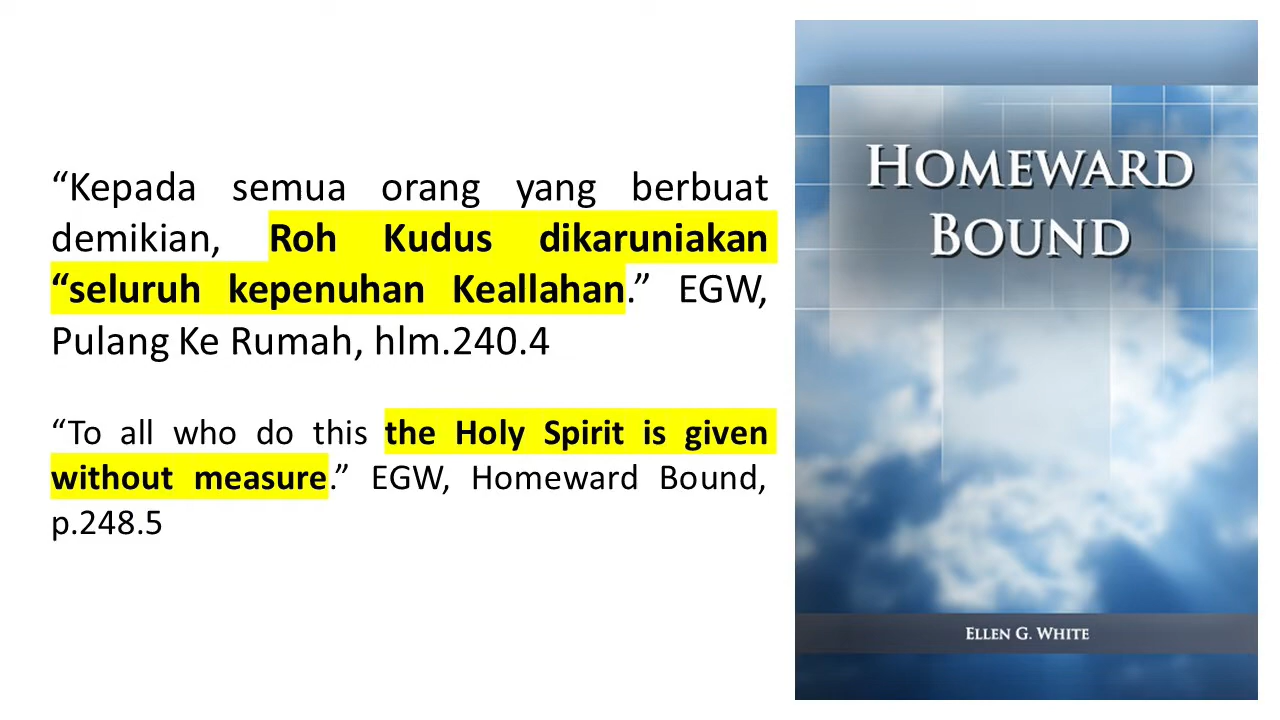 “Kepada semua orang yang berbuat
demikian, Roh Kudus dikaruniakan
“seluruh kepenuhan Keallahan.” EGW,
Pulang Ke Rumah, hlm.240.4
“To all who do this the Holy Spirit is given
without measure.” EGW, Homeward Bound,
p.248.5
HOMEWARD
BOUND
ELLEN G. WHITE